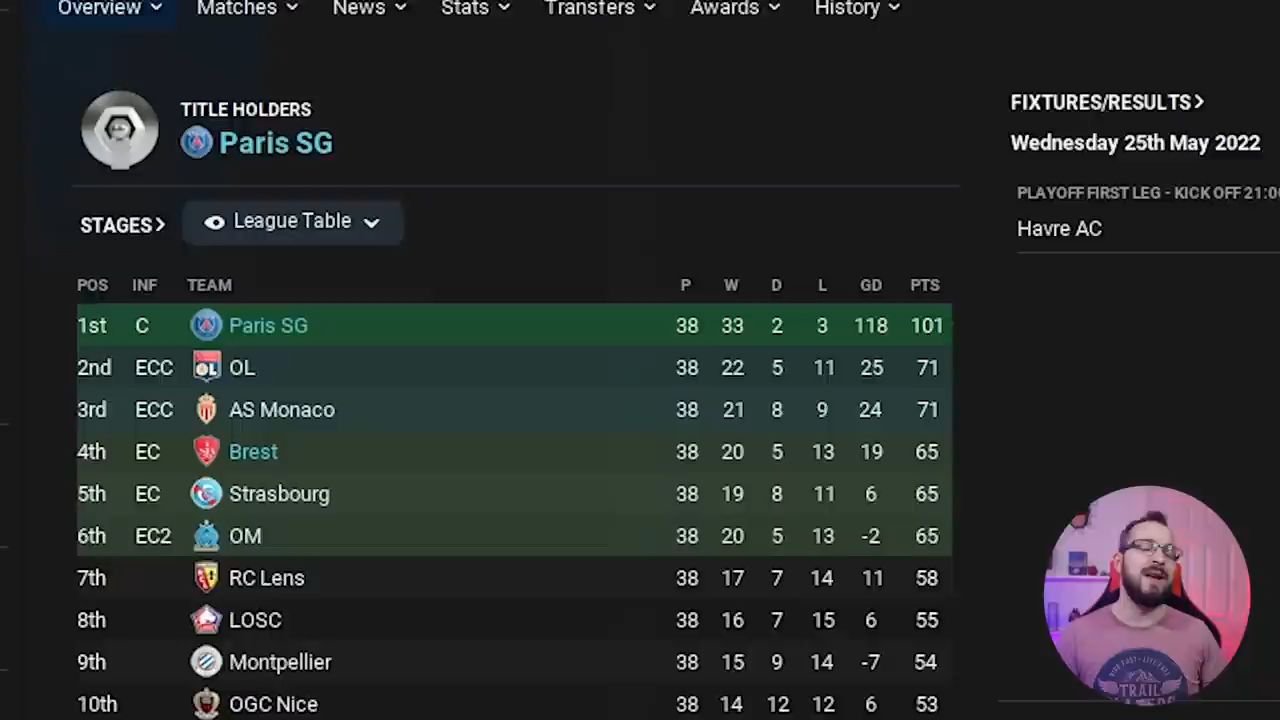 Overview Matches News Stats Transfers Awards History
TITLE HOLDERS
Paris SG
STAGES League Table
POS INF TEAM P W D L GD PTS
1st C Paris SG 38 33 2 3 118 101
2nd ECC OL 38 22 5 11 25 71
3rd ECC AS Monaco 38 21 8 9 24 71
4th EC Brest 38 20 5 13 19 65
5th EC Strasbourg 38 19 8 11 6 65
6th EC2 OM 38 20 5 13 -2 65
7th RC Lens 38 17 7 14 11 58
8th LOSC 38 16 7 15 6 55
9th Montpellier 38 15 9 14 -7 54
10th OGC Nice 38 14 12 12 6 53
FIXTURES/RESULTS
Wednesday 25th May 2022
PLAYOFF FIRST LEG - KICK OFF 21:00
Havre AC
TRAIL